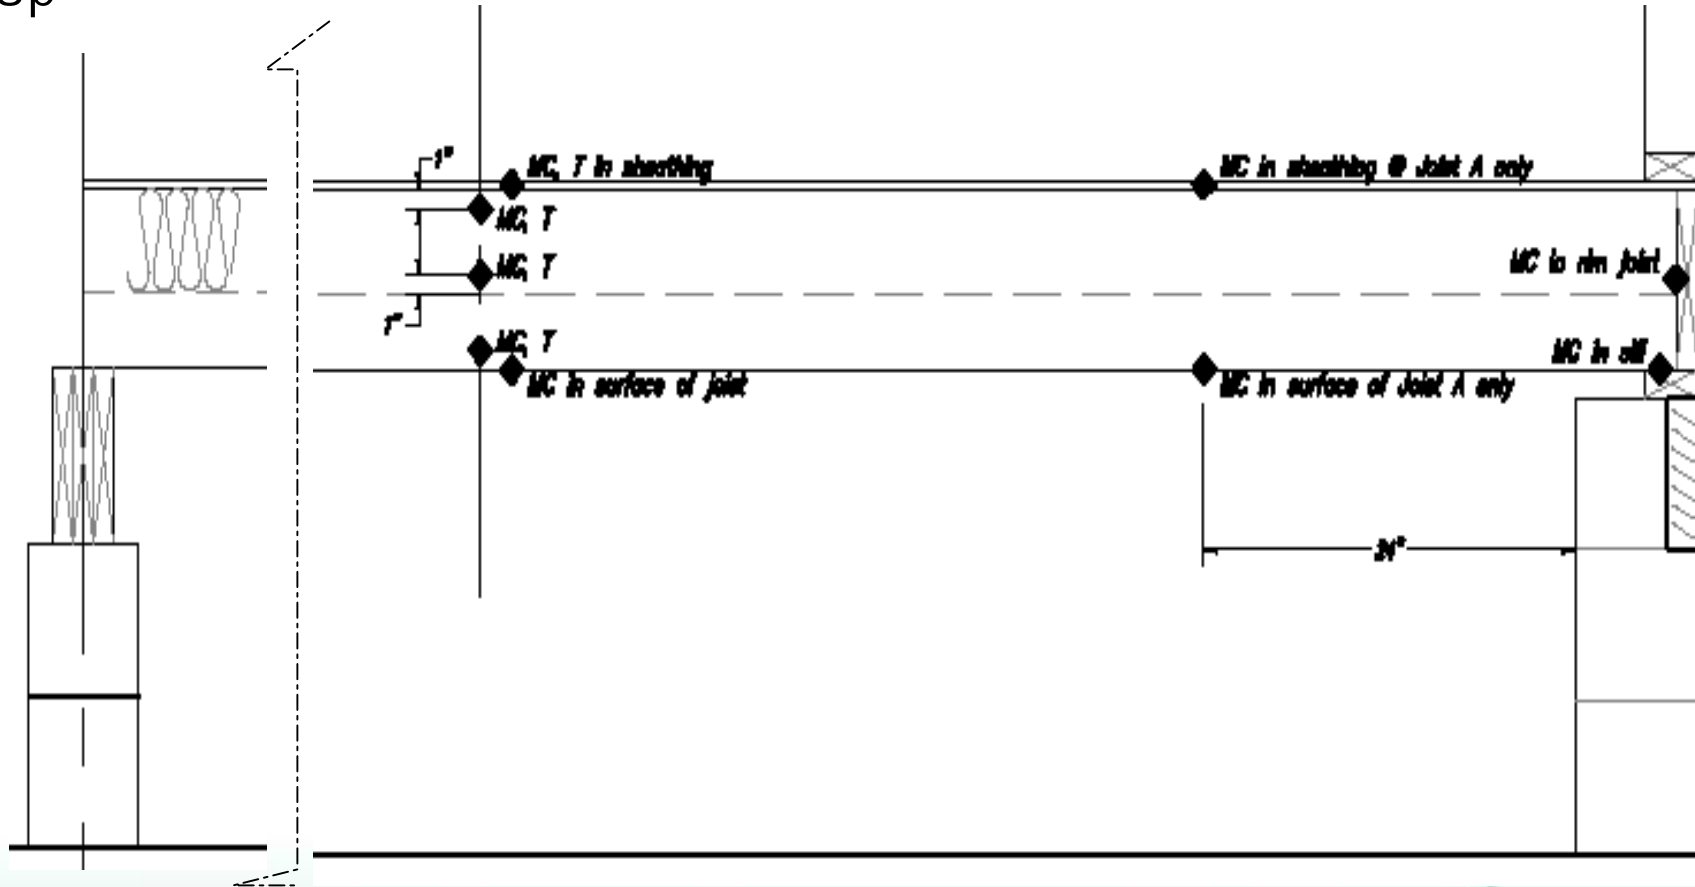 1"
MC, T in sheathing
MC in sheathing @ Joist A only
MC, T
MC in rim joist
MC, T
1"
MC, T
MC in sill
MC in surface of joist
MC in surface of Joist A only
24"